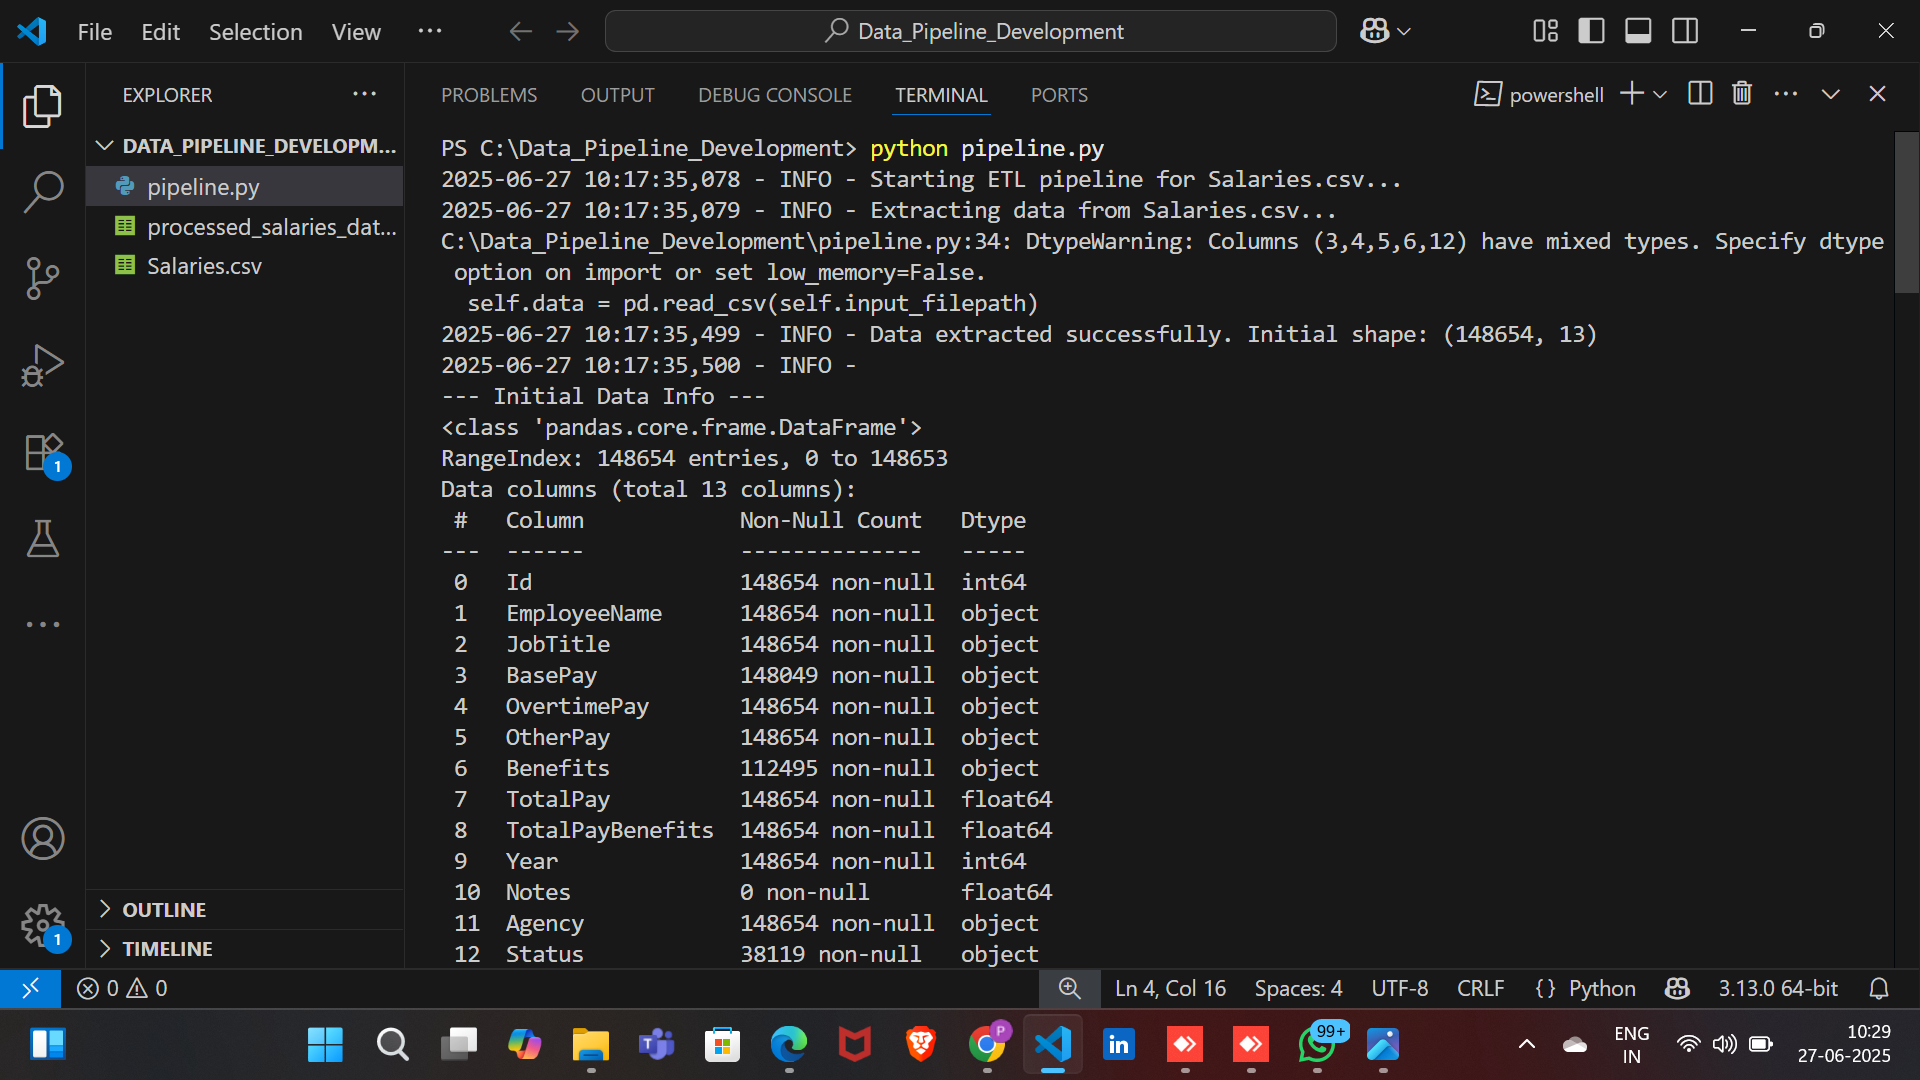 File Edit Selection View ···
Data_Pipeline_Development
EXPLORER ···
DATA_PIPELINE_DEVELOPM...
pipeline.py
processed_salaries_dat...
Salaries.csv
OUTLINE
TIMELINE
1
1
PROBLEMS OUTPUT DEBUG CONSOLE TERMINAL PORTS
powershell
PS C:\Data_Pipeline_Development> python pipeline.py
2025-06-27 10:17:35,078 - INFO - Starting ETL pipeline for Salaries.csv...
2025-06-27 10:17:35,079 - INFO - Extracting data from Salaries.csv...
C:\Data_Pipeline_Development\pipeline.py:34: DtypeWarning: Columns (3,4,5,6,12) have mixed types. Specify dtype
option on import or set low_memory=False.
self.data = pd.read_csv(self.input_filepath)
2025-06-27 10:17:35,499 - INFO - Data extracted successfully. Initial shape: (148654, 13)
2025-06-27 10:17:35,500 - INFO -
--- Initial Data Info ---
<class 'pandas.core.frame.DataFrame'>
RangeIndex: 148654 entries, 0 to 148653
Data columns (total 13 columns):
# Column Non-Null Count Dtype
--- ------ -------------- -----
0 Id 148654 non-null int64
1 EmployeeName 148654 non-null object
2 JobTitle 148654 non-null object
3 BasePay 148049 non-null object
4 OvertimePay 148654 non-null object
5 OtherPay 148654 non-null object
6 Benefits 112495 non-null object
7 TotalPay 148654 non-null float64
8 TotalPayBenefits 148654 non-null float64
9 Year 148654 non-null int64
10 Notes 0 non-null float64
11 Agency 148654 non-null object
12 Status 38119 non-null object
0 0 Ln 4, Col 16 Spaces: 4 UTF-8 CRLF {} Python 3.13.0 64-bit
P in 99+
ENG
IN
10:29
27-06-2025